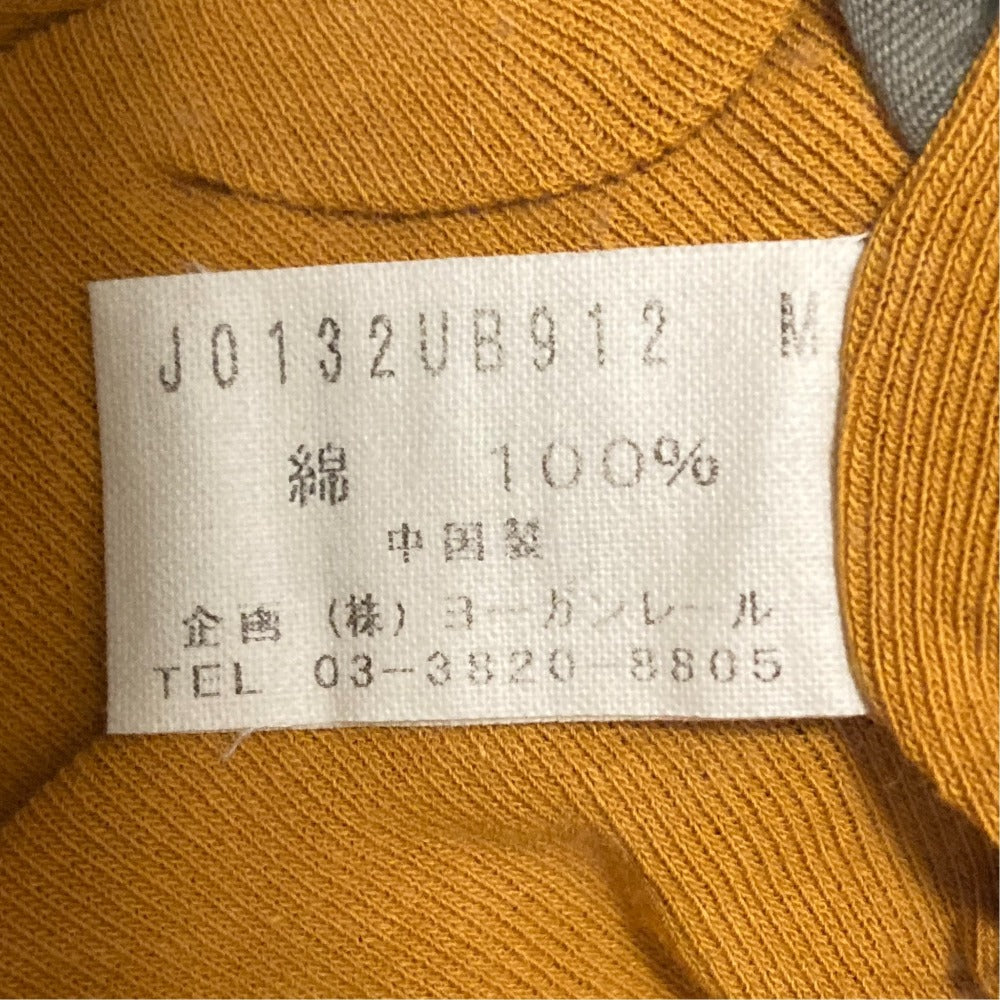 J0132UB912 M
綿 100%
中国製
企画 (株) ヨーガンレール
TEL 03-3820 8805